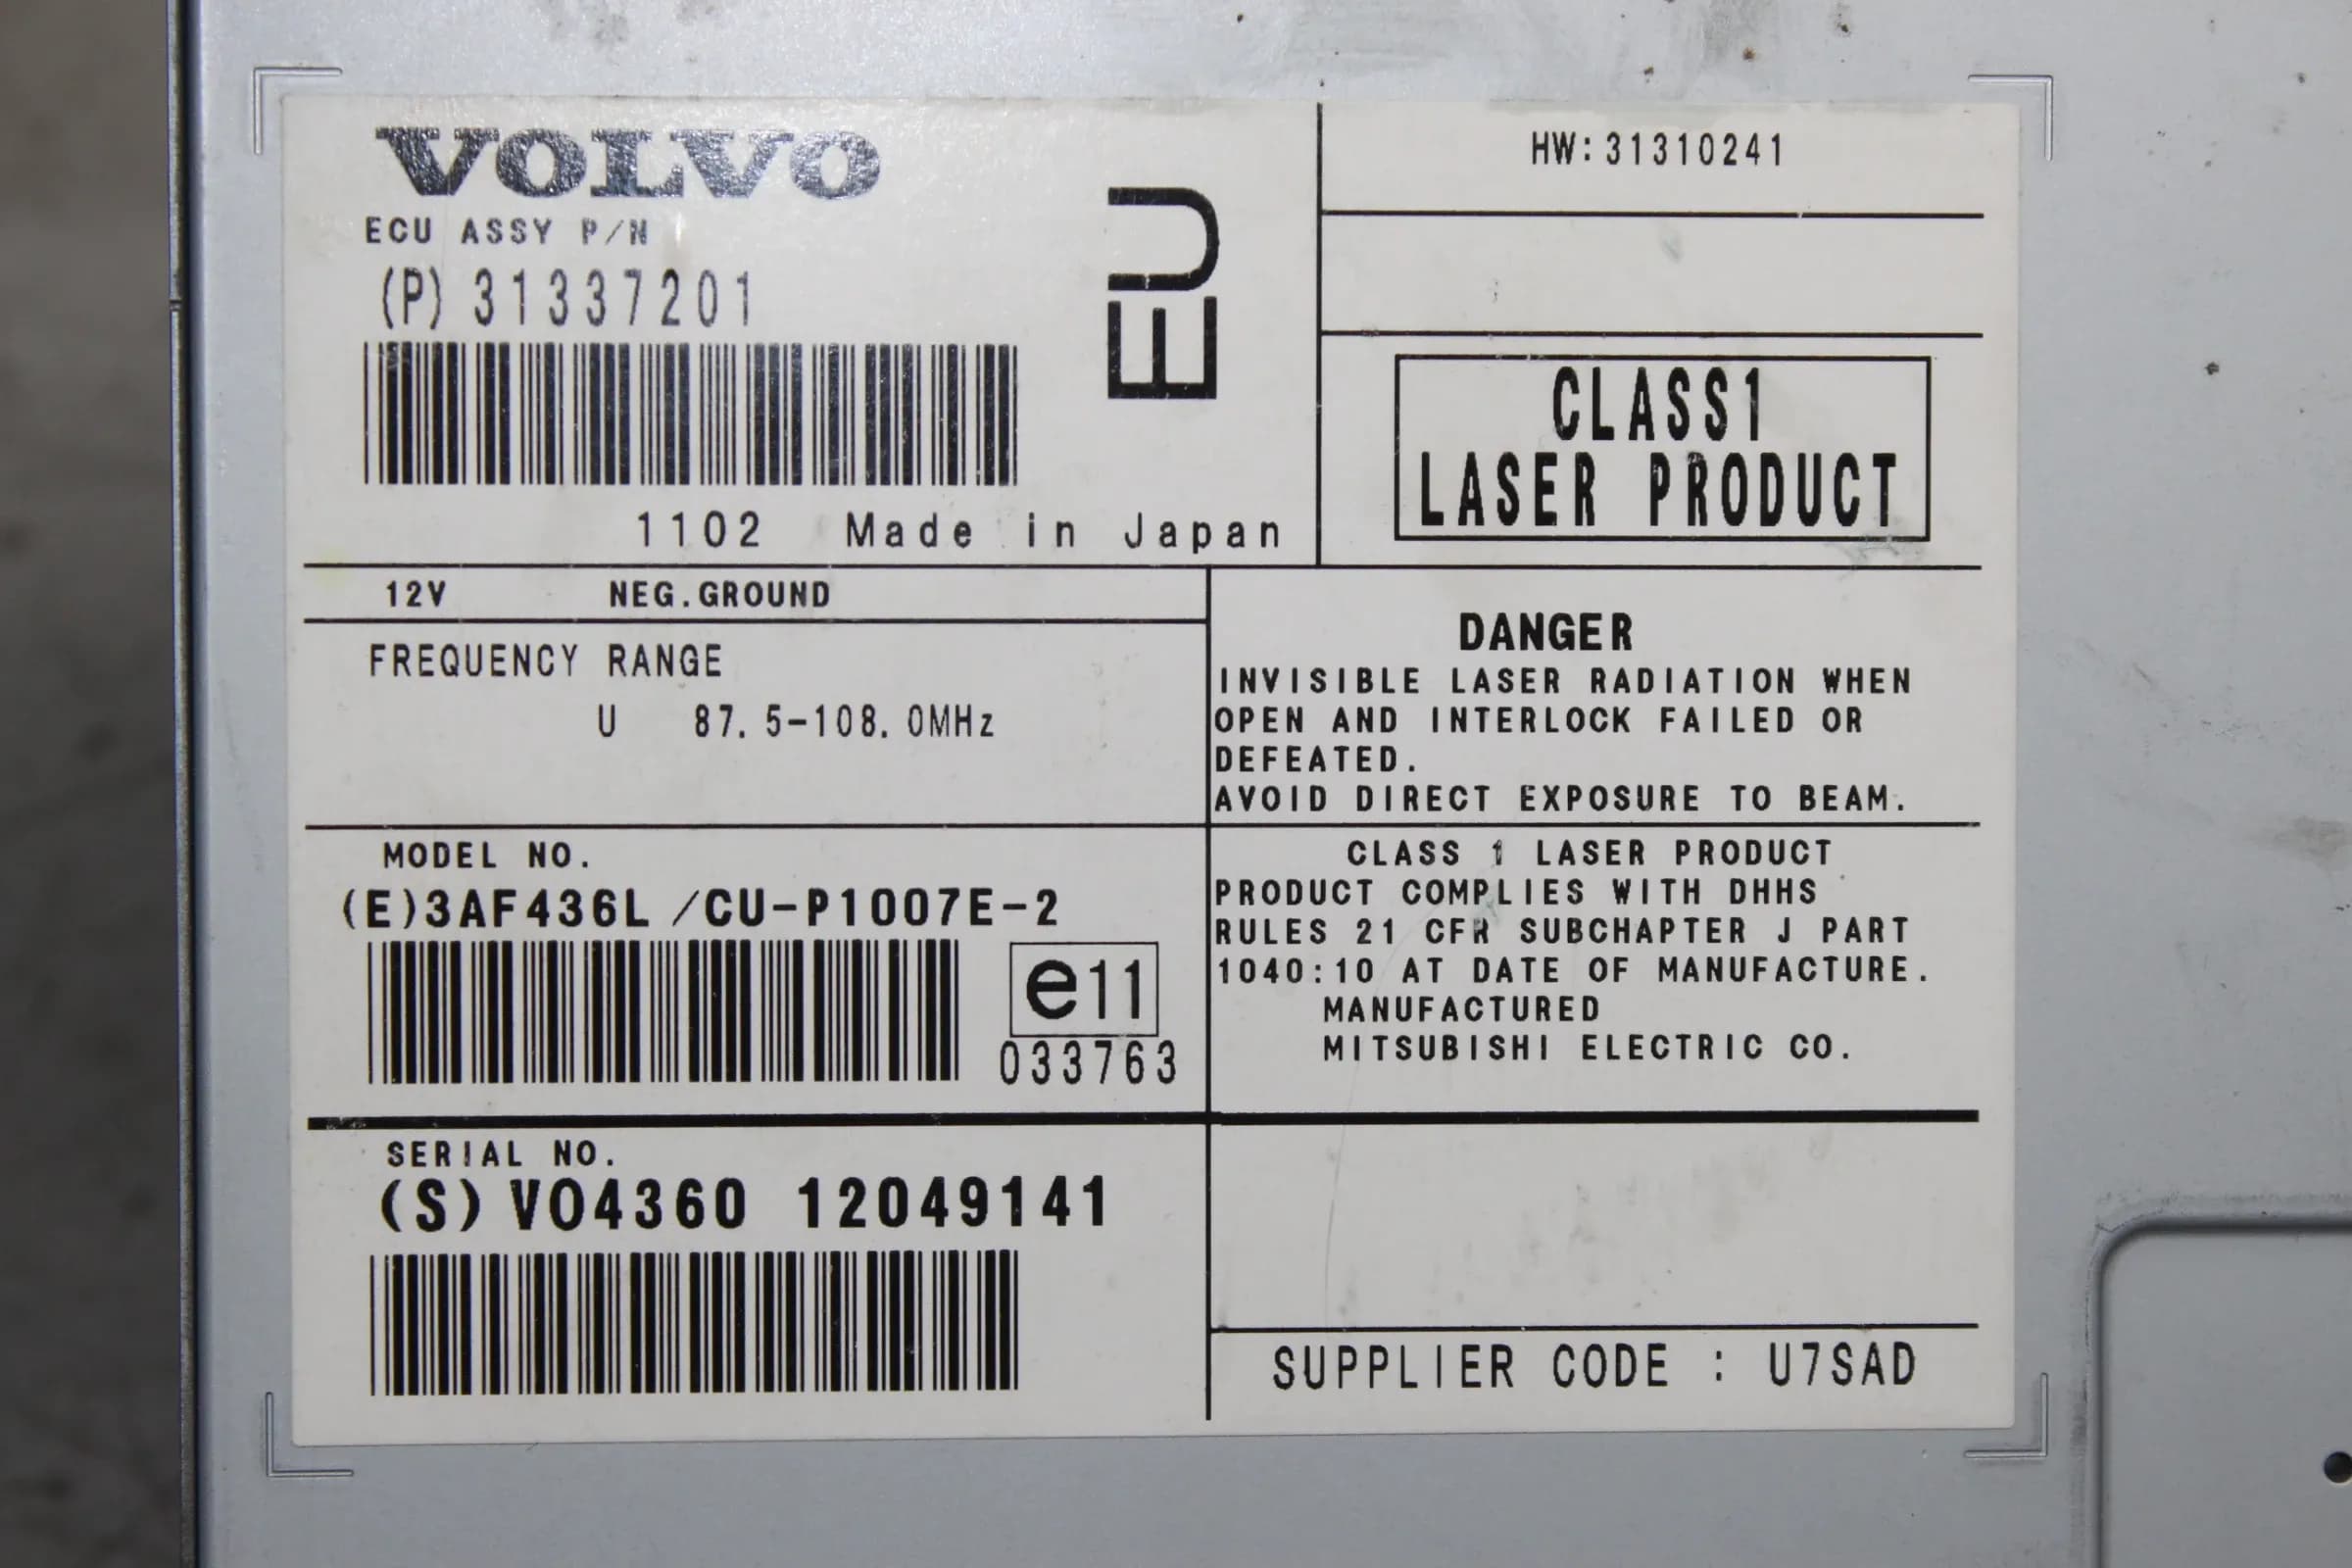 VOLVO
ECU ASSY P/N
(P) 31337201
EU
1102 Made in Japan
HW:31310241
CLASS1
LASER PRODUCT
12V NEG.GROUND
FREQUENCY RANGE
U 87.5-108.0MHz
DANGER
INVISIBLE LASER RADIATION WHEN
OPEN AND INTERLOCK FAILED OR
DEFEATED.
AVOID DIRECT EXPOSURE TO BEAM.
MODEL NO.
(E)3AF436L /CU-P1007E-2
e11
033763
CLASS 1 LASER PRODUCT
PRODUCT COMPLIES WITH DHHS
RULES 21 CFR SUBCHAPTER J PART
1040:10 AT DATE OF MANUFACTURE.
MANUFACTURED
MITSUBISHI ELECTRIC CO.
SERIAL NO.
(S) VO4360 12049141
SUPPLIER CODE : U7SAD